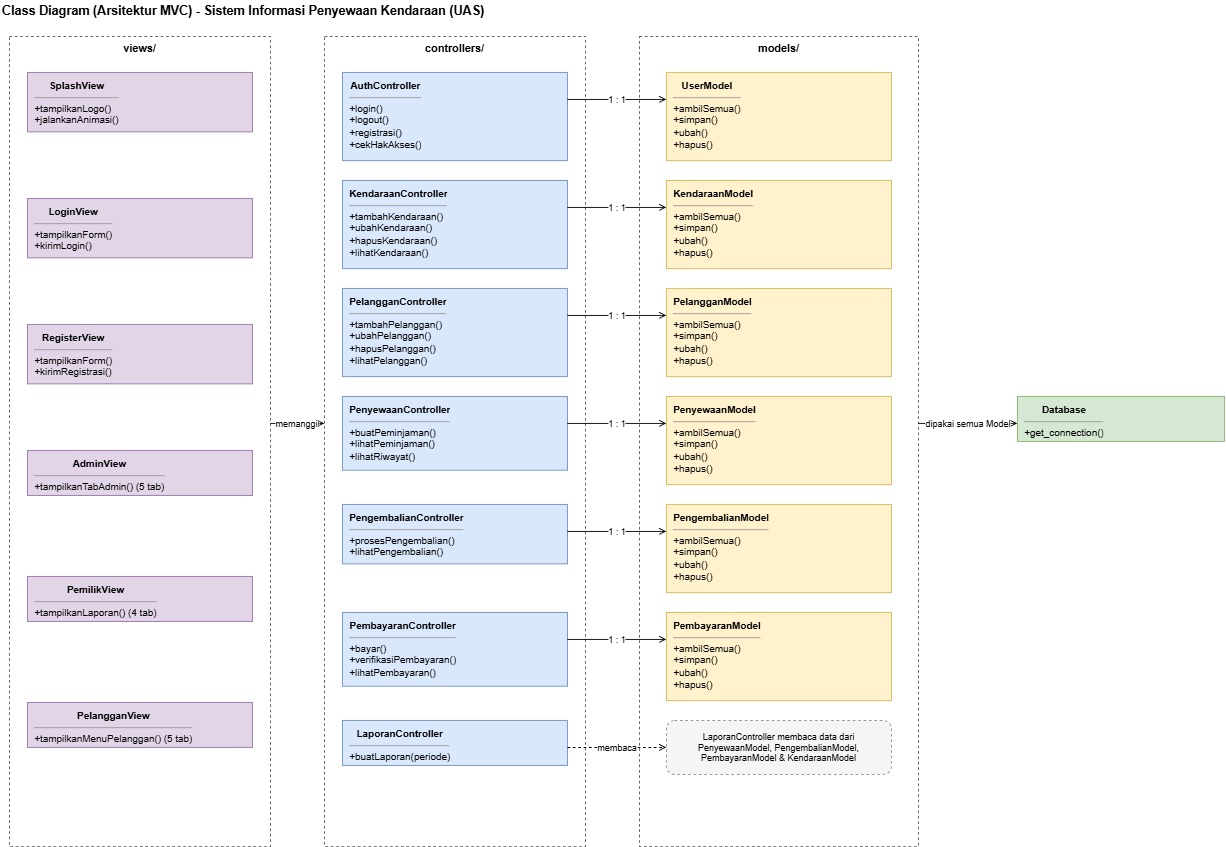 Class Diagram (Arsitektur MVC) - Sistem Informasi Penyewaan Kendaraan (UAS)
views/
SplashView
+tampilkanLogo()
+jalankanAnimasi()
LoginView
+tampilkanForm()
+kirimLogin()
RegisterView
+tampilkanForm()
+kirimRegistrasi()
AdminView
+tampilkanTabAdmin() (5 tab)
PemilikView
+tampilkanLaporan() (4 tab)
PelangganView
+tampilkanMenuPelanggan() (5 tab)
memanggil
controllers/
AuthController
+login()
+logout()
+registrasi()
+cekHakAkses()
KendaraanController
+tambahKendaraan()
+ubahKendaraan()
+hapusKendaraan()
+lihatKendaraan()
PelangganController
+tambahPelanggan()
+ubahPelanggan()
+hapusPelanggan()
+lihatPelanggan()
PenyewaanController
+buatPeminjaman()
+lihatPeminjaman()
+lihatRiwayat()
PengembalianController
+prosesPengembalian()
+lihatPengembalian()
PembayaranController
+bayar()
+verifikasiPembayaran()
+lihatPembayaran()
LaporanController
+buatLaporan(periode)
1 : 1
1 : 1
1 : 1
1 : 1
1 : 1
1 : 1
membaca
models/
UserModel
+ambilSemua()
+simpan()
+ubah()
+hapus()
KendaraanModel
+ambilSemua()
+simpan()
+ubah()
+hapus()
PelangganModel
+ambilSemua()
+simpan()
+ubah()
+hapus()
PenyewaanModel
+ambilSemua()
+simpan()
+ubah()
+hapus()
PengembalianModel
+ambilSemua()
+simpan()
+ubah()
+hapus()
PembayaranModel
+ambilSemua()
+simpan()
+ubah()
+hapus()
LaporanController membaca data dari
PenyewaanModel, PengembalianModel,
PembayaranModel & KendaraanModel
dipakai semua Model
Database
+get_connection()